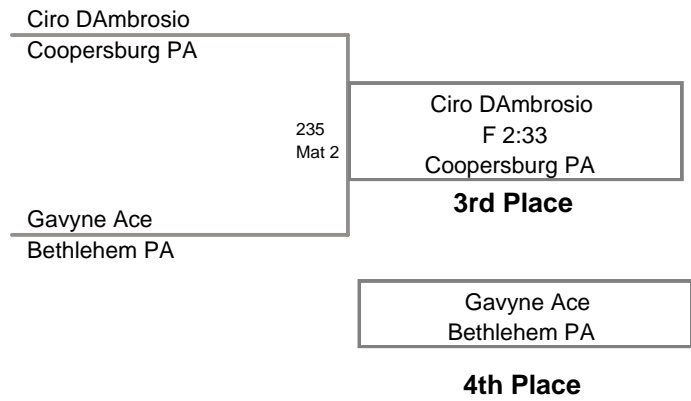 Ciro DAmbrosio
Coopersburg PA
235
Mat 2
Ciro DAmbrosio
F 2:33
Coopersburg PA
3rd Place
Gavyne Ace
Bethlehem PA
Gavyne Ace
Bethlehem PA
4th Place